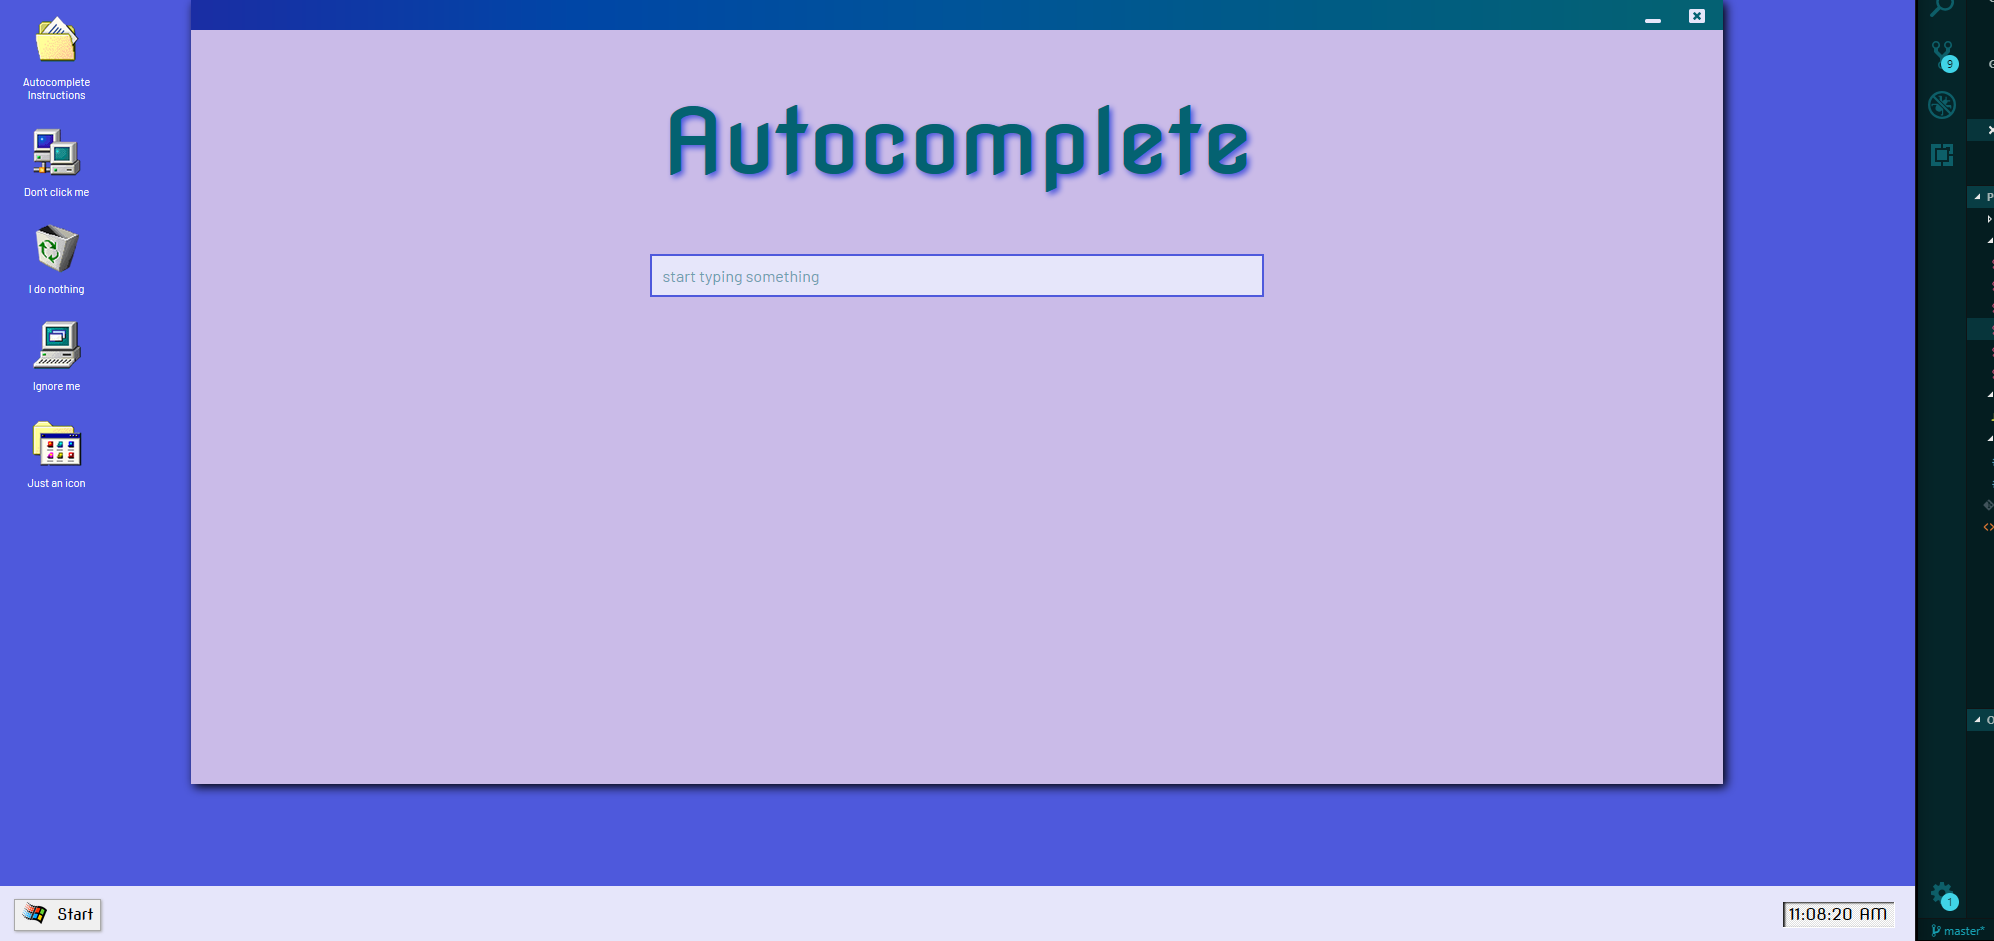 Autocomplete
Instructions
Don't click me
I do nothing
Ignore me
Just an icon
Autocomplete
start typing something
Start
11:08:20 AM
9
1
master*